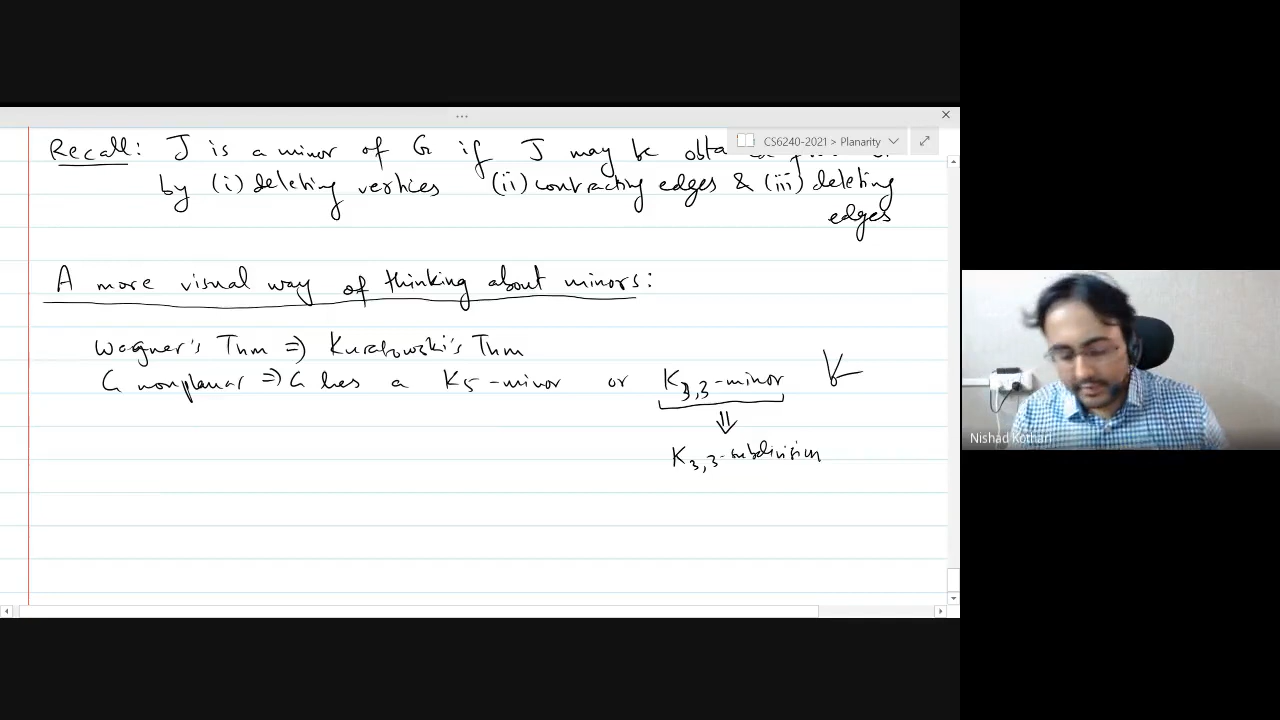 Recall: J is a minor of G if J may be
CS6240-2021 > Planarity
by (i) deleting vertices (ii) contracting edges & (iii) deleting
edges
A more visual way of thinking about minors:
Wagner's Thm ⇒ Kuratowski's Thm
G nonplanar ⇒ G has a K5-minor or K3,3-minor
⇓
K3,3-subdivision
Nishad Kothari